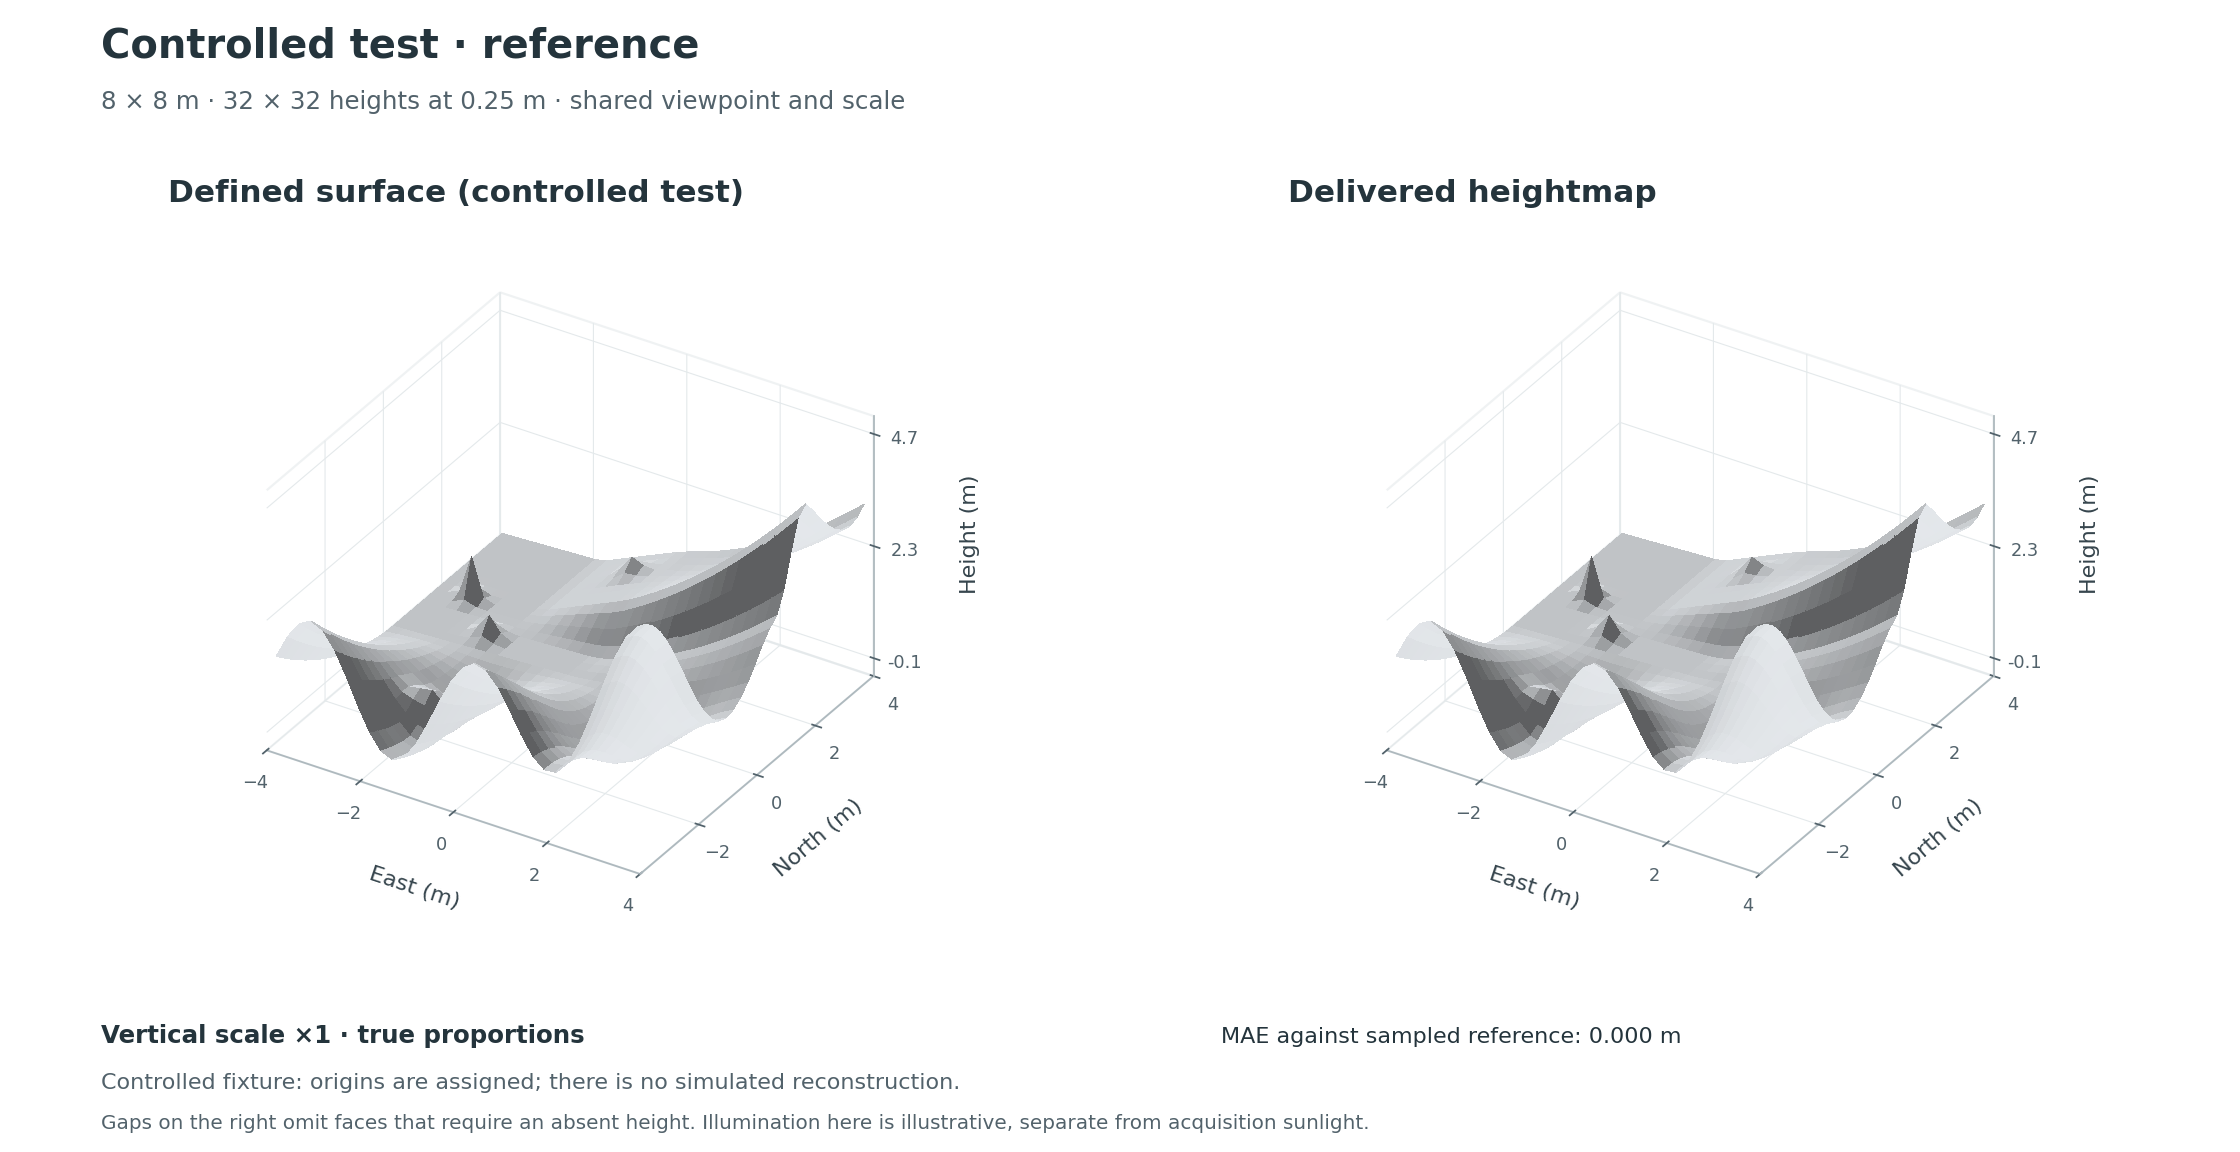 Controlled test · reference
8 × 8 m · 32 × 32 heights at 0.25 m · shared viewpoint and scale
Defined surface (controlled test)
Delivered heightmap
4.7
2.3
-0.1
Height (m)
4
2
0
−2
North (m)
−4
−2
0
2
4
East (m)
4.7
2.3
-0.1
Height (m)
4
2
0
−2
North (m)
−4
−2
0
2
4
East (m)
Vertical scale ×1 · true proportions
MAE against sampled reference: 0.000 m
Controlled fixture: origins are assigned; there is no simulated reconstruction.
Gaps on the right omit faces that require an absent height. Illumination here is illustrative, separate from acquisition sunlight.